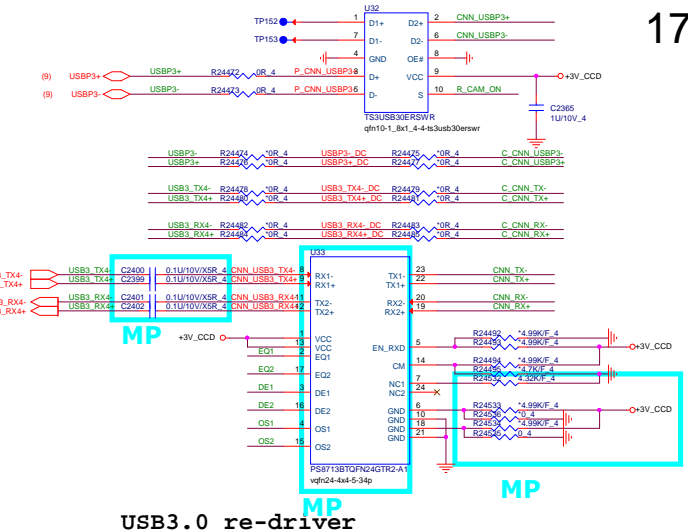 17
U32
TP152
TP153
1 D1+ D2+ 2 CNN_USBP3+
7 D1- D2- 6 CNN_USBP3-
4 GND OE# 8
(9) USBP3+ USBP3+ R24472 0R_4 P_CNN_USBP3+ 3 D+ VCC 9 +3V_CCD
(9) USBP3- USBP3- R24473 0R_4 P_CNN_USBP3- 5 D- S 10 R_CAM_ON
C2365
1U/10V_4
TS3USB30ERSWR
qfn10-1_8x1_4-4-ts3usb30erswr
USBP3- R24474 *0R_4 USBP3-_DC R24475 *0R_4 C_CNN_USBP3-
USBP3+ R24476 *0R_4 USBP3+_DC R24477 *0R_4 C_CNN_USBP3+
USB3_TX4- R24478 *0R_4 USB3_TX4-_DC R24479 *0R_4 C_CNN_TX-
USB3_TX4+ R24480 *0R_4 USB3_TX4+_DC R24481 *0R_4 C_CNN_TX+
USB3_RX4- R24482 *0R_4 USB3_RX4-_DC R24483 *0R_4 C_CNN_RX-
USB3_RX4+ R24484 *0R_4 USB3_RX4+_DC R24485 *0R_4 C_CNN_RX+
U33
3_TX4- USB3_TX4- C2400 0.1U/10V/X5R_4 CNN_USB3_TX4- 8 RX1- TX1- 23 CNN_TX-
_TX4+ USB3_TX4+ C2399 0.1U/10V/X5R_4 CNN_USB3_TX4+ 9 RX1+ TX1+ 22 CNN_TX+
3_RX4- USB3_RX4- C2401 0.1U/10V/X5R_4 CNN_USB3_RX4- 11 TX2- RX2- 20 CNN_RX-
3_RX4+ USB3_RX4+ C2402 0.1U/10V/X5R_4 CNN_USB3_RX4+ 12 TX2+ RX2+ 19 CNN_RX+
MP
+3V_CCD 1 VCC
13 VCC
EQ1 2 EQ1
EQ2 17 EQ2
DE1 3 DE1
DE2 16 DE2
OS1 4 OS1
OS2 15 OS2
EN_RXD 5
CM 14
NC1 7
NC2 24
GND 6
GND 10
GND 18
GND 21
R24492 *4.99K/F_4
R24493 *4.99K/F_4 +3V_CCD
R24494 *4.99K/F_4
R24495 *4.7K/F_4
R24532 4.32K/F_4
R24533 *4.99K/F_4 +3V_CCD
R24536 *0_4
R24534 *4.99K/F_4
R24535 0_4
PS8713BTQFN24GTR2-A1
vqfn24-4x4-5-34p
MP
MP
USB3.0 re-driver